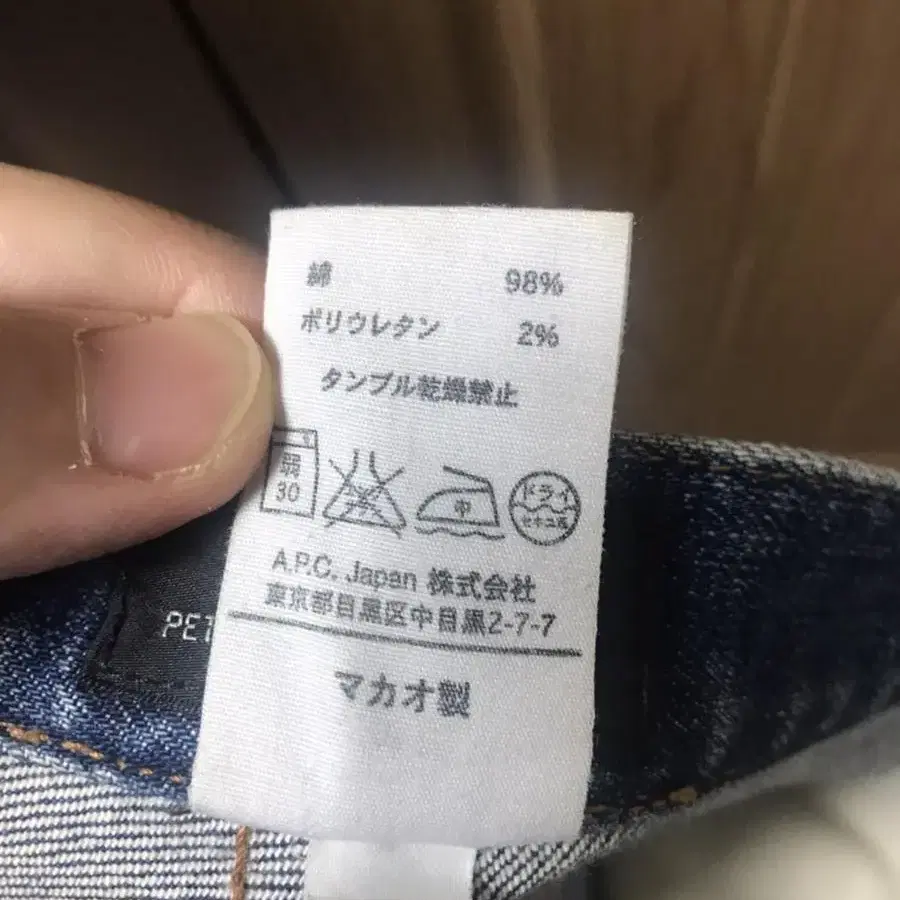 綿 98%
ポリウレタン 2%
タンブル乾燥禁止
弱
30
中
ドライ
セキユ系
A.P.C. Japan 株式会社
東京都目黒区中目黒2-7-7
マカオ製
PET